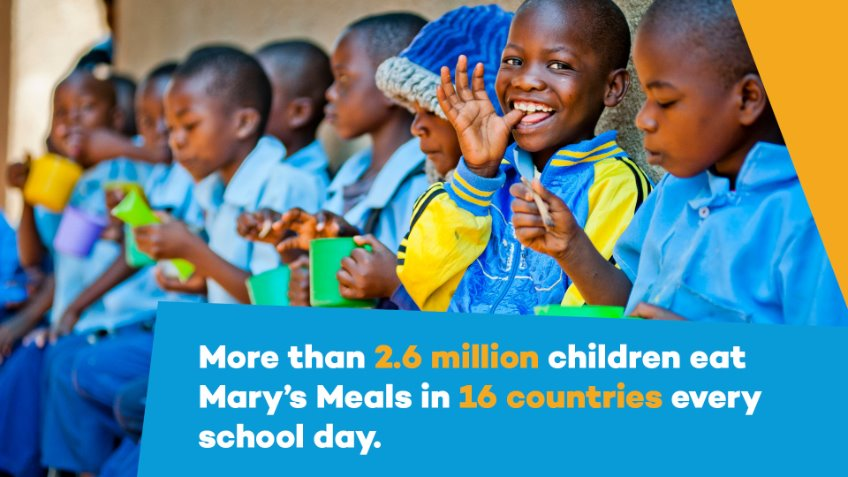 More than 2.6 million children eat
Mary’s Meals in 16 countries every
school day.